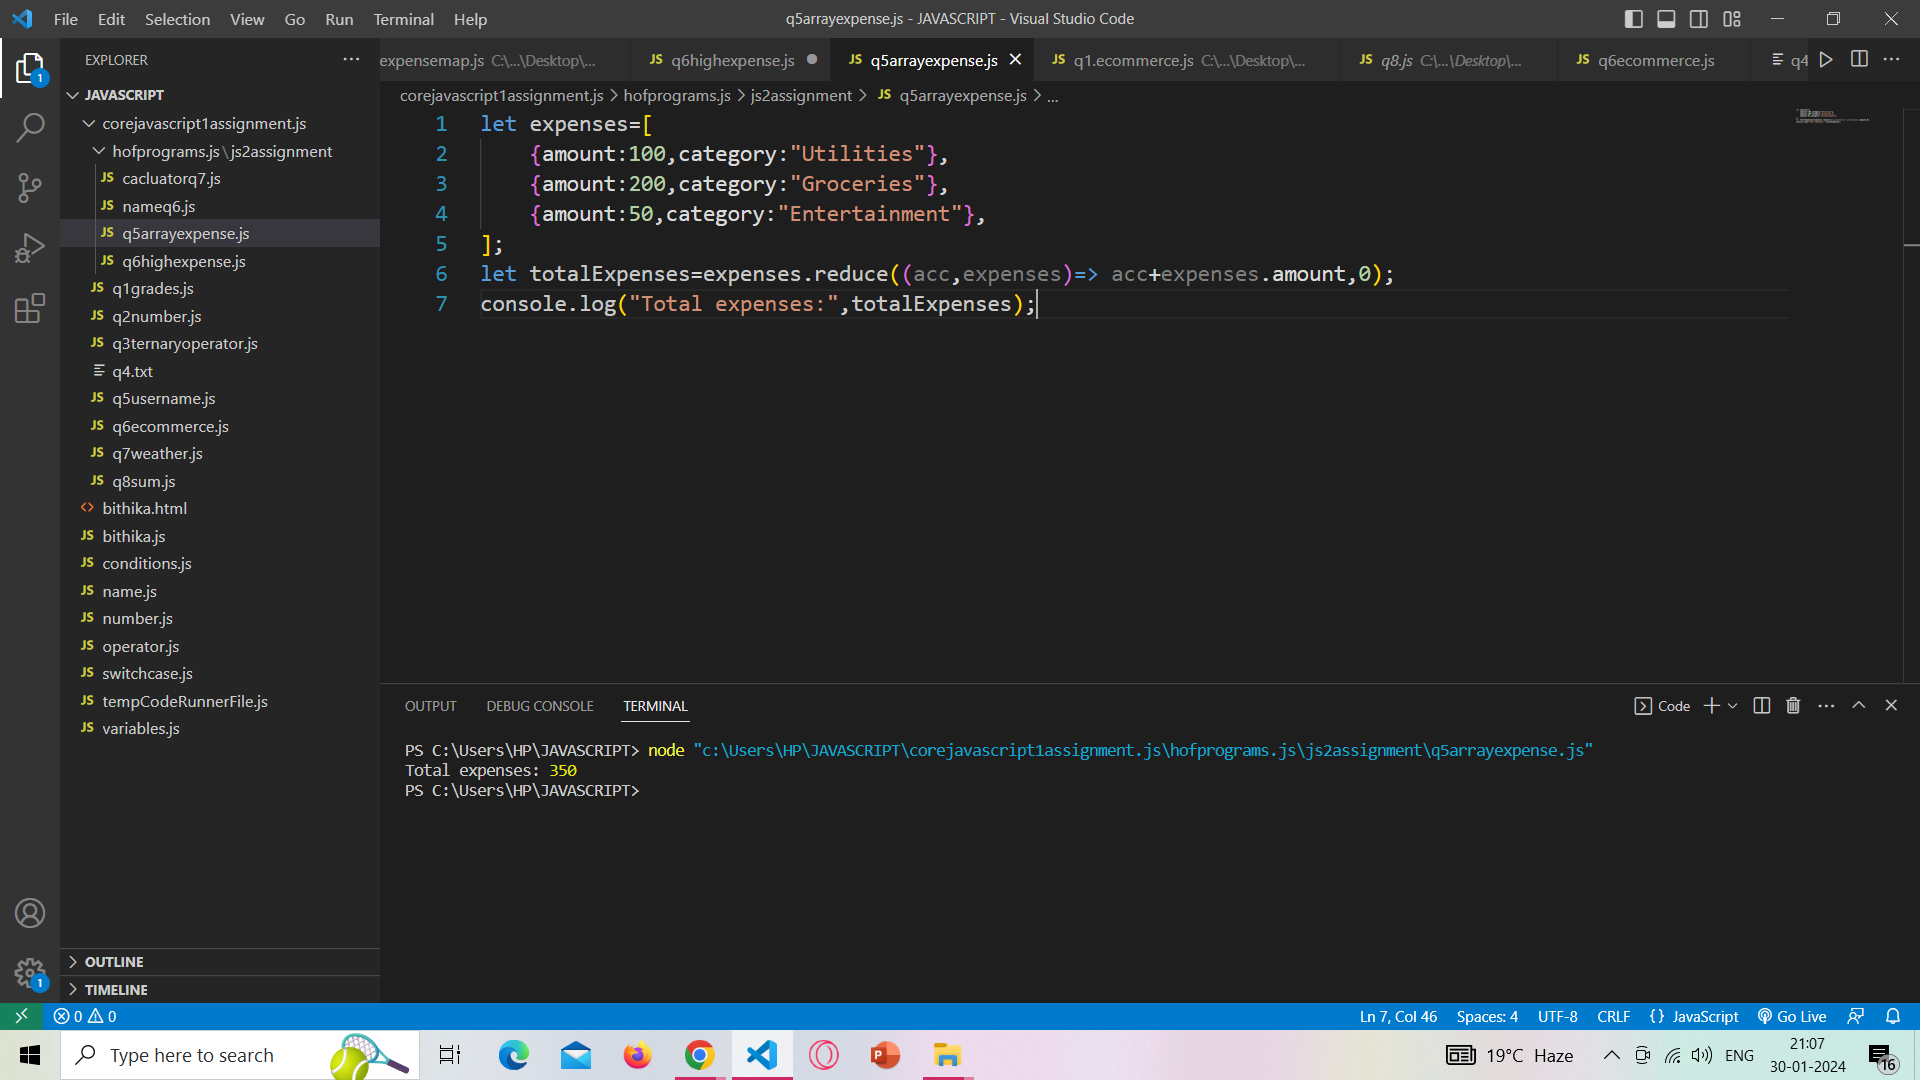 File Edit Selection View Go Run Terminal Help
q5arrayexpense.js - JAVASCRIPT - Visual Studio Code
EXPLORER
expensemap.js C:\...\Desktop\... JS q6highexpense.js JS q5arrayexpense.js JS q1.ecommerce.js C:\...\Desktop\... JS q8.js C:\...\Desktop\... JS q6ecommerce.js q4
JAVASCRIPT
corejavascript1assignment.js
hofprograms.js\js2assignment
JS cacluatorq7.js
JS nameq6.js
JS q5arrayexpense.js
JS q6highexpense.js
JS q1grades.js
JS q2number.js
JS q3ternaryoperator.js
q4.txt
JS q5username.js
JS q6ecommerce.js
JS q7weather.js
JS q8sum.js
<> bithika.html
JS bithika.js
JS conditions.js
JS name.js
JS number.js
JS operator.js
JS switchcase.js
JS tempCodeRunnerFile.js
JS variables.js
OUTLINE
TIMELINE
1
1
corejavascript1assignment.js > hofprograms.js > js2assignment > JS q5arrayexpense.js > ...
1 let expenses=[
2 {amount:100,category:"Utilities"},
3 {amount:200,category:"Groceries"},
4 {amount:50,category:"Entertainment"},
5 ];
6 let totalExpenses=expenses.reduce((acc,expenses)=> acc+expenses.amount,0);
7 console.log("Total expenses:",totalExpenses);
OUTPUT DEBUG CONSOLE TERMINAL
Code
PS C:\Users\HP\JAVASCRIPT> node "c:\Users\HP\JAVASCRIPT\corejavascript1assignment.js\hofprograms.js\js2assignment\q5arrayexpense.js"
Total expenses: 350
PS C:\Users\HP\JAVASCRIPT>
0 0
Ln 7, Col 46 Spaces: 4 UTF-8 CRLF {} JavaScript Go Live
Type here to search
19°C Haze
ENG
21:07
30-01-2024
16